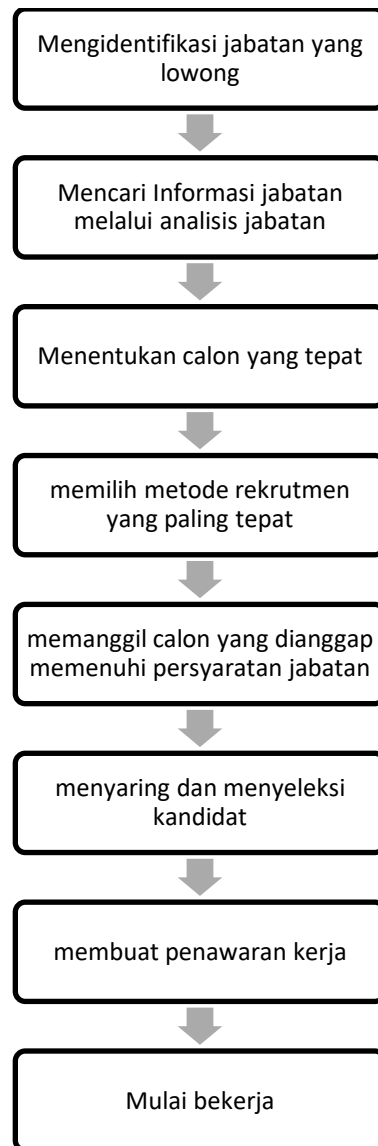 Mengidentifikasi jabatan yang
lowong
Mencari Informasi jabatan
melalui analisis jabatan
Menentukan calon yang tepat
memilih metode rekrutmen
yang paling tepat
memanggil calon yang dianggap
memenuhi persyaratan jabatan
menyaring dan menyeleksi
kandidat
membuat penawaran kerja
Mulai bekerja